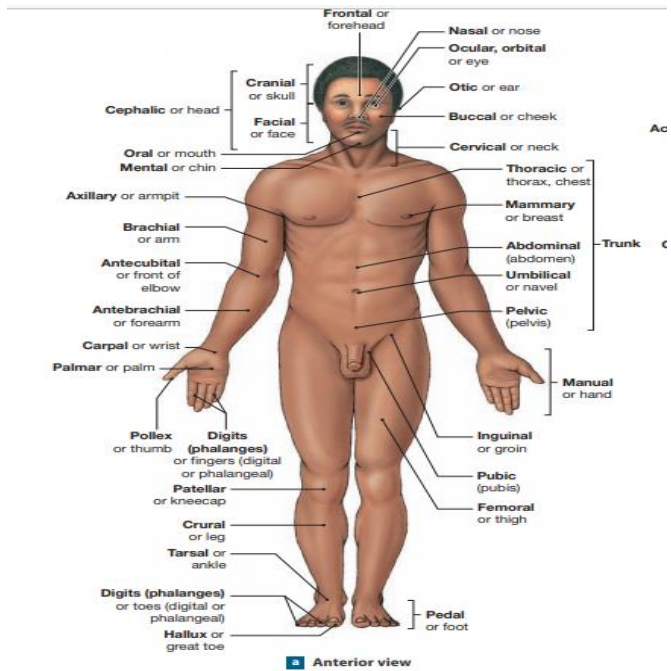 Frontal or
forehead
Nasal or nose
Ocular, orbital
or eye
Cranial
or skull
Otic or ear
Cephalic or head
Facial
or face
Buccal or cheek
Oral or mouth
Mental or chin
Cervical or neck
Thoracic or
thorax, chest
Axillary or armpit
Mammary
or breast
Brachial
or arm
Abdominal
(abdomen)
Trunk
Antecubital
or front of
elbow
Umbilical
or navel
Antebrachial
or forearm
Pelvic
(pelvis)
Carpal or wrist
Palmar or palm
Manual
or hand
Pollex
or thumb
Digits
(phalanges)
or fingers (digital
or phalangeal)
Inguinal
or groin
Patellar
or kneecap
Pubic
(pubis)
Crural
or leg
Femoral
or thigh
Tarsal or
ankle
Digits (phalanges)
or toes (digital or
phalangeal)
Hallux or
great toe
Pedal
or foot
a Anterior view
Ac